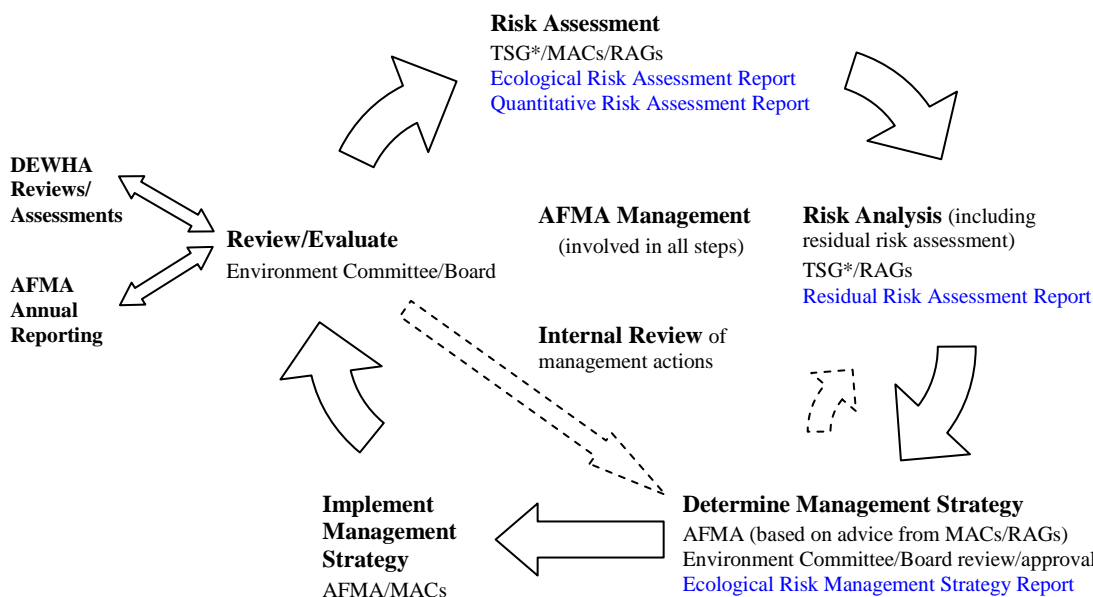 Risk Assessment
TSG*/MACs/RAGs
Ecological Risk Assessment Report
Quantitative Risk Assessment Report
DEWHA
Reviews/
Assessments
AFMA
Annual
Reporting
Review/Evaluate
Environment Committee/Board
AFMA Management
(involved in all steps)
Risk Analysis (including
residual risk assessment)
TSG*/RAGs
Residual Risk Assessment Report
Internal Review of
management actions
Implement
Management
Strategy
AFMA/MACs
Determine Management Strategy
AFMA (based on advice from MACs/RAGs)
Environment Committee/Board review/approval
Ecological Risk Management Strategy Report